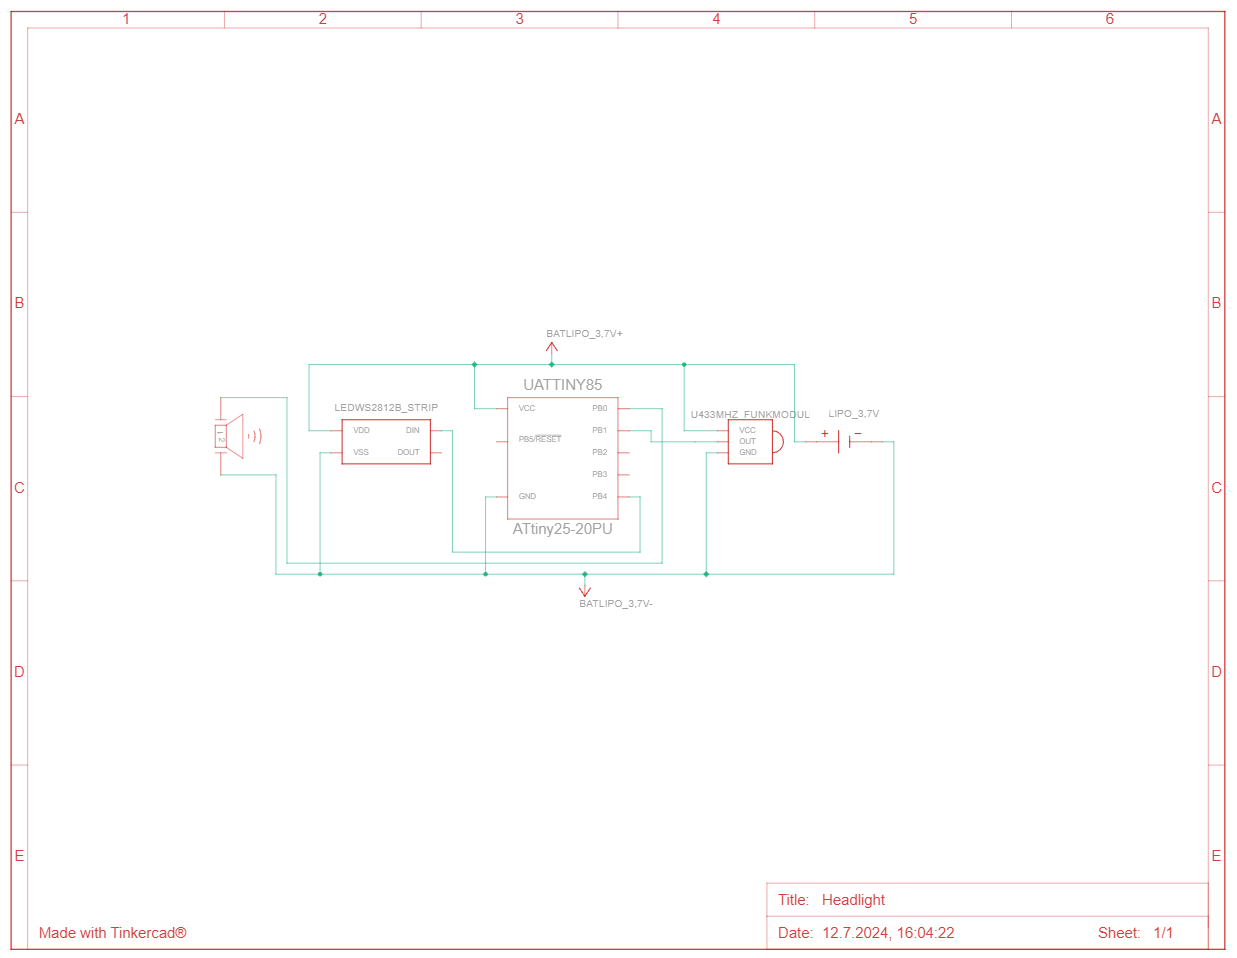 1 2 3 4 5 6
A A
B B
BATLIPO_3,7V+
UATTINY85
LEDWS2812B_STRIP
U433MHZ_FUNKMODUL
LIPO_3,7V
+ −
1 2
VDD DIN
VSS DOUT
VCC PB0
PB1
PB5/RESET
PB2
PB3
GND PB4
VCC
OUT
GND
C C
ATtiny25-20PU
BATLIPO_3,7V-
D D
E E
Title: Headlight
Made with Tinkercad®
Date: 12.7.2024, 16:04:22 Sheet: 1/1